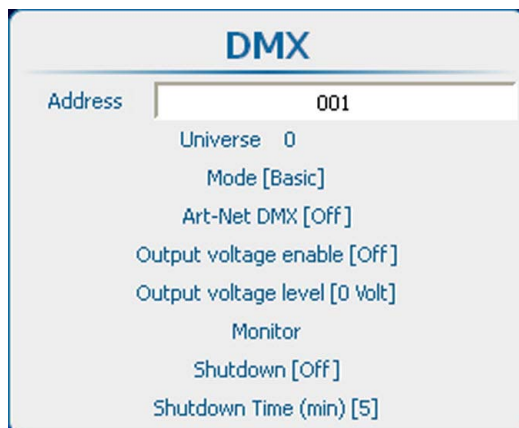 DMX
Address 001
Universe 0
Mode [Basic]
Art-Net DMX [Off]
Output voltage enable [Off]
Output voltage level [0 Volt]
Monitor
Shutdown [Off]
Shutdown Time (min) [5]